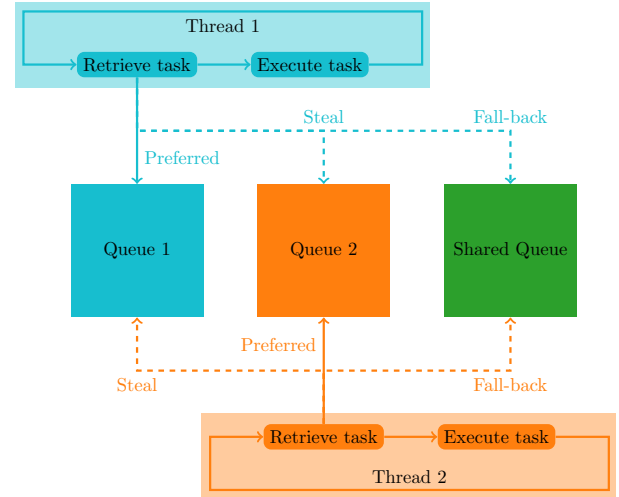 Thread 1
Retrieve task
Execute task
Steal
Fall-back
Preferred
Queue 1
Queue 2
Shared Queue
Preferred
Steal
Fall-back
Retrieve task
Execute task
Thread 2